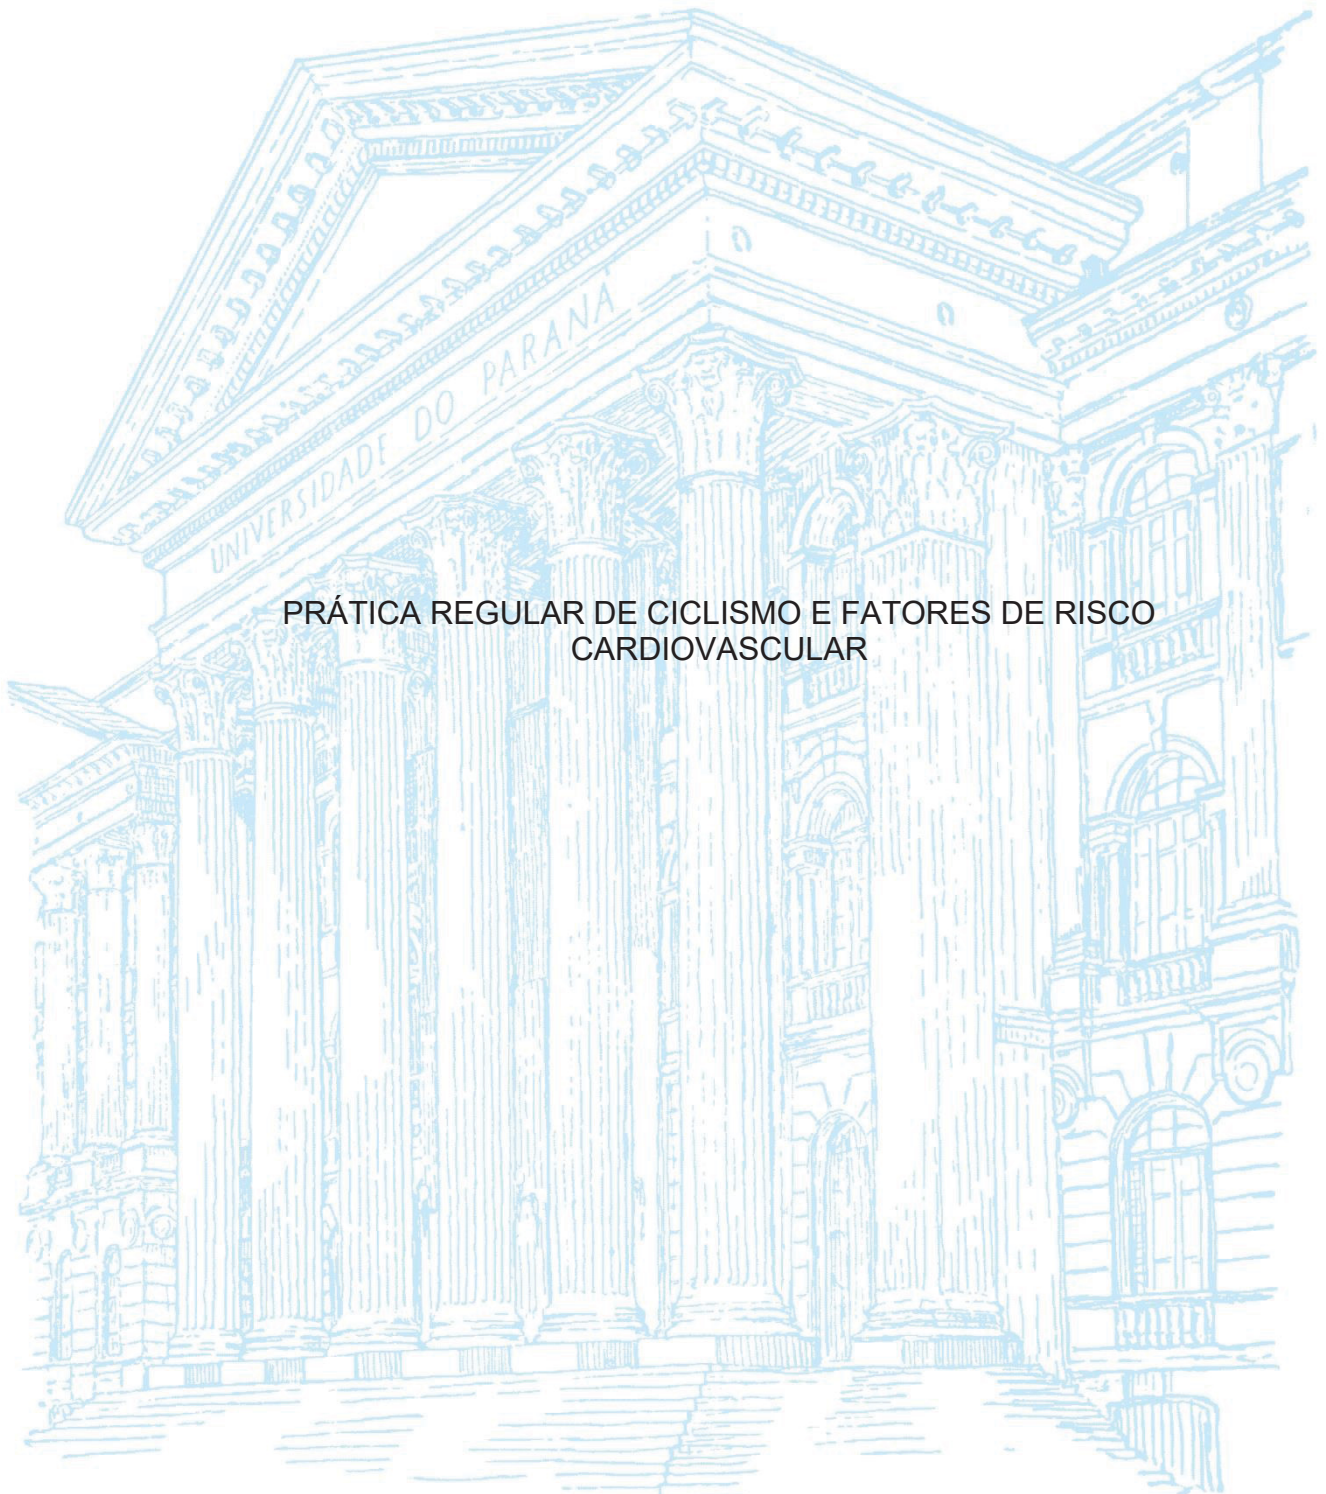 UNIVERSIDADE DO PARANÁ
PRÁTICA REGULAR DE CICLISMO E FATORES DE RISCO
CARDIOVASCULAR